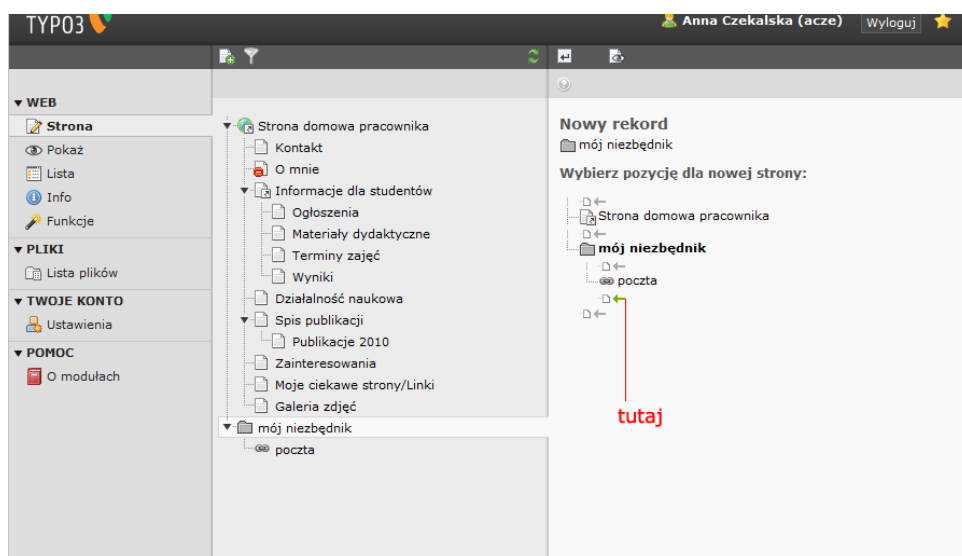 TYPO3
Anna Czekalska (acze)
Wyloguj
WEB
Strona
Pokaż
Lista
Info
Funkcje
PLIKI
Lista plików
TWOJE KONTO
Ustawienia
POMOC
O modułach
Strona domowa pracownika
Kontakt
O mnie
Informacje dla studentów
Ogłoszenia
Materiały dydaktyczne
Terminy zajęć
Wyniki
Działalność naukowa
Spis publikacji
Publikacje 2010
Zainteresowania
Moje ciekawe strony/Linki
Galeria zdjęć
mój niezbędnik
poczta
Nowy rekord
mój niezbędnik
Wybierz pozycję dla nowej strony:
Strona domowa pracownika
mój niezbędnik
poczta
tutaj